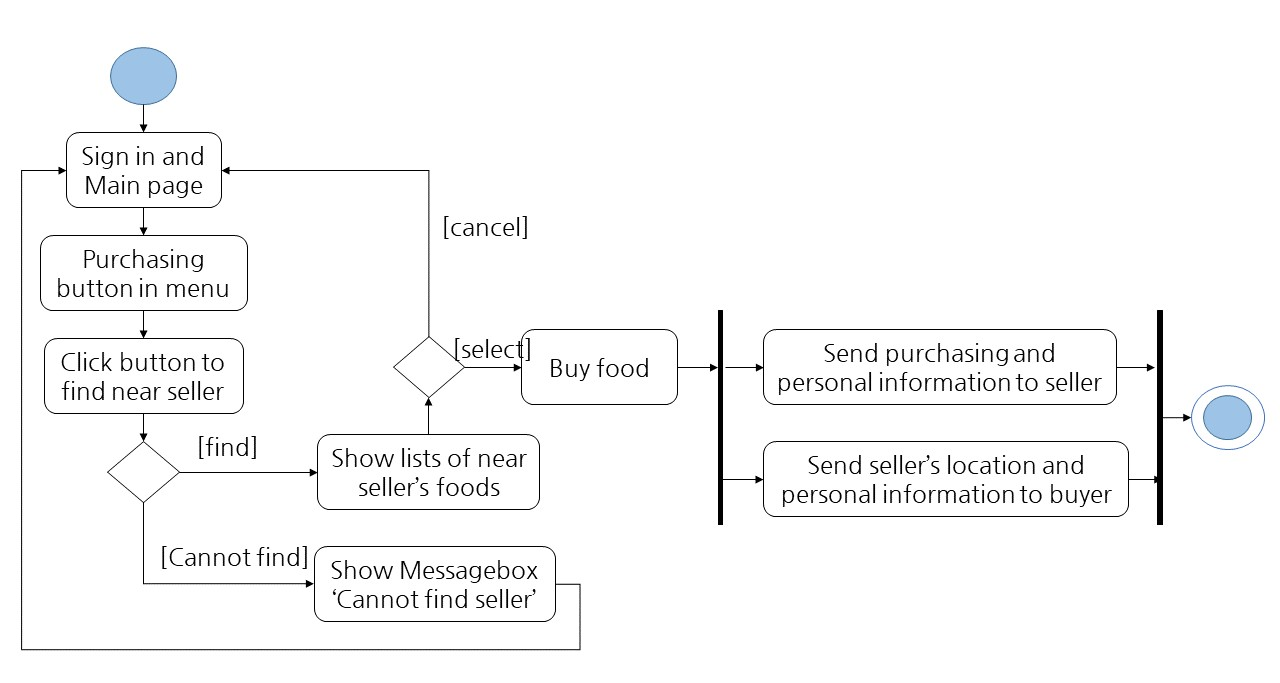 Sign in and
Main page
[cancel]
Purchasing
button in menu
Click button to
find near seller
[select]
Buy food
Send purchasing and
personal information to seller
[find]
Show lists of near
seller’s foods
Send seller’s location and
personal information to buyer
[Cannot find]
Show Messagebox
‘Cannot find seller’